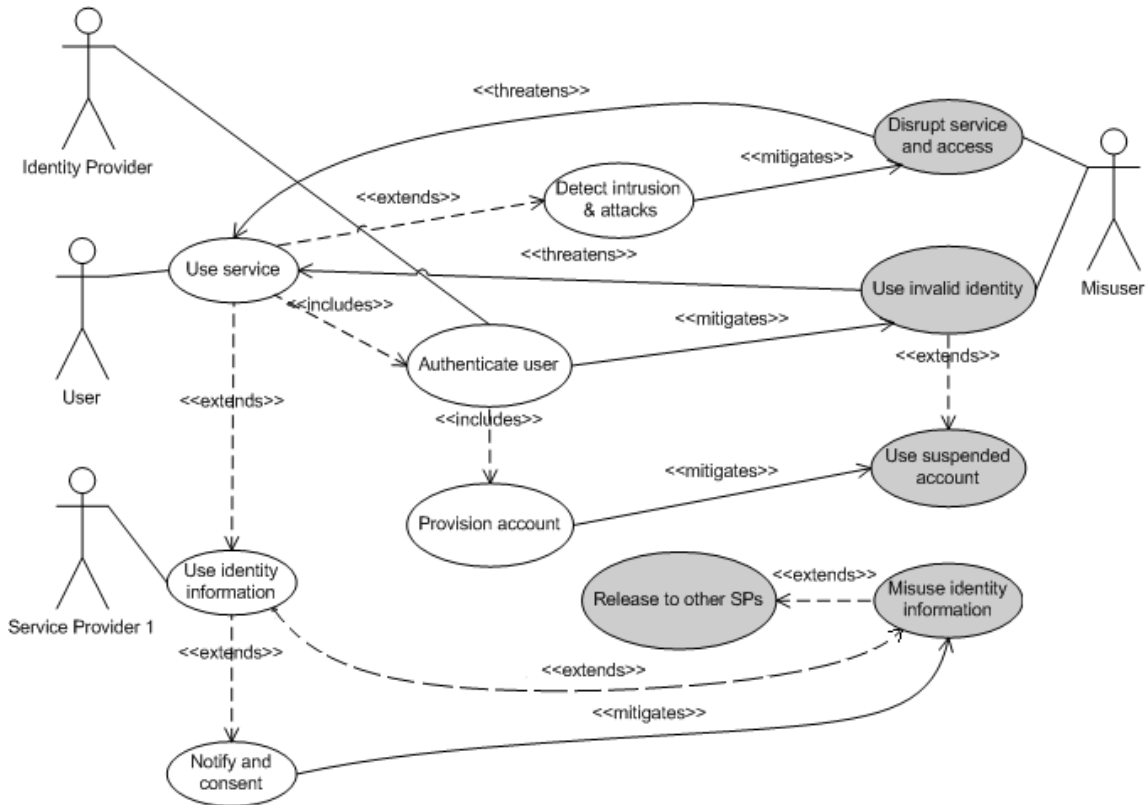 <<threatens>>
Disrupt service
and access
Identity Provider
<<mitigates>>
<<extends>>
Detect intrusion
& attacks
Use service
<<threatens>>
Use invalid identity
Misuser
<<includes>>
<<mitigates>>
User
Authenticate user
<<extends>>
<<extends>>
<<includes>>
Use suspended
account
<<mitigates>>
Provision account
Use identity
information
<<extends>>
Release to other SPs
Misuse identity
information
Service Provider 1
<<extends>>
<<extends>>
<<mitigates>>
Notify and
consent